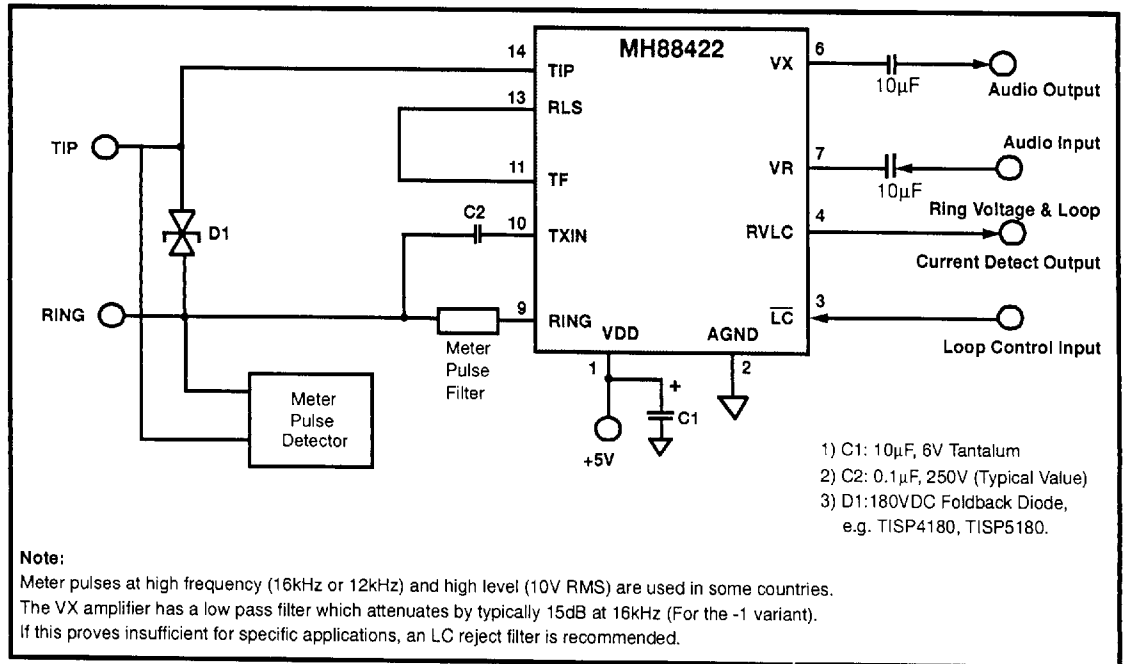 MH88422
14
TIP
13
RLS
11
TF
C2
10
TXIN
9
RING
VDD
AGND
1
2
VX
6
10µF
Audio Output
Audio Input
VR
7
10µF
Ring Voltage & Loop
RVLC
4
Current Detect Output
LC
3
Loop Control Input
TIP
D1
RING
Meter
Pulse
Filter
Meter
Pulse
Detector
+
C1
+5V
1) C1: 10µF, 6V Tantalum
2) C2: 0.1µF, 250V (Typical Value)
3) D1:180VDC Foldback Diode,
e.g. TISP4180, TISP5180.
Note:
Meter pulses at high frequency (16kHz or 12kHz) and high level (10V RMS) are used in some countries.
The VX amplifier has a low pass filter which attenuates by typically 15dB at 16kHz (For the -1 variant).
If this proves insufficient for specific applications, an LC reject filter is recommended.